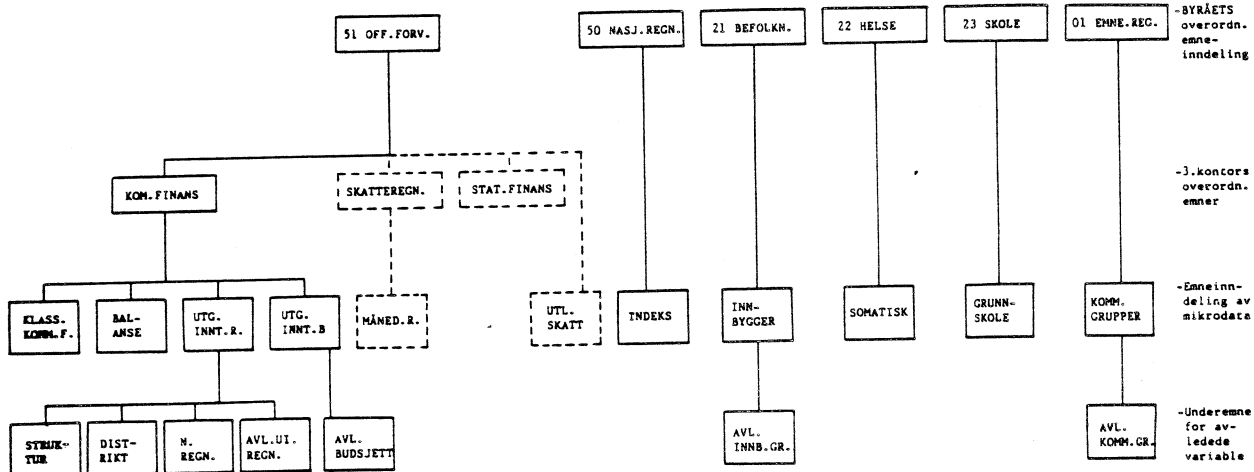 51 OFF.FORV.
50 NASJ.REGN.
21 BEFOLKN.
22 HELSE
23 SKOLE
01 EMNE.REG.
-BYRÅETS
overordn.
emne-
inndeling
KOM.FINANS
SKATTEREGN.
STAT.FINANS
-3.kontors
overordn.
emner
KLASS.
KOMM.F.
BAL-
ANSE
UTG.
INNT.R.
UTG.
INNT.B
MÅNED.R.
UTL.
SKATT
INDEKS
INN-
BYGGER
SOMATISK
GRUNN-
SKOLE
KOMM.
GRUPPER
-Emneinn-
deling av
mikrodata
STRUK-
TUR
DIST-
RIKT
N.
REGN.
AVL.UI.
REGN.
AVL.
BUDSJETT
AVL.
INNB.GR.
AVL.
KOMM.GR.
-Underemne
for av-
ledede
variable